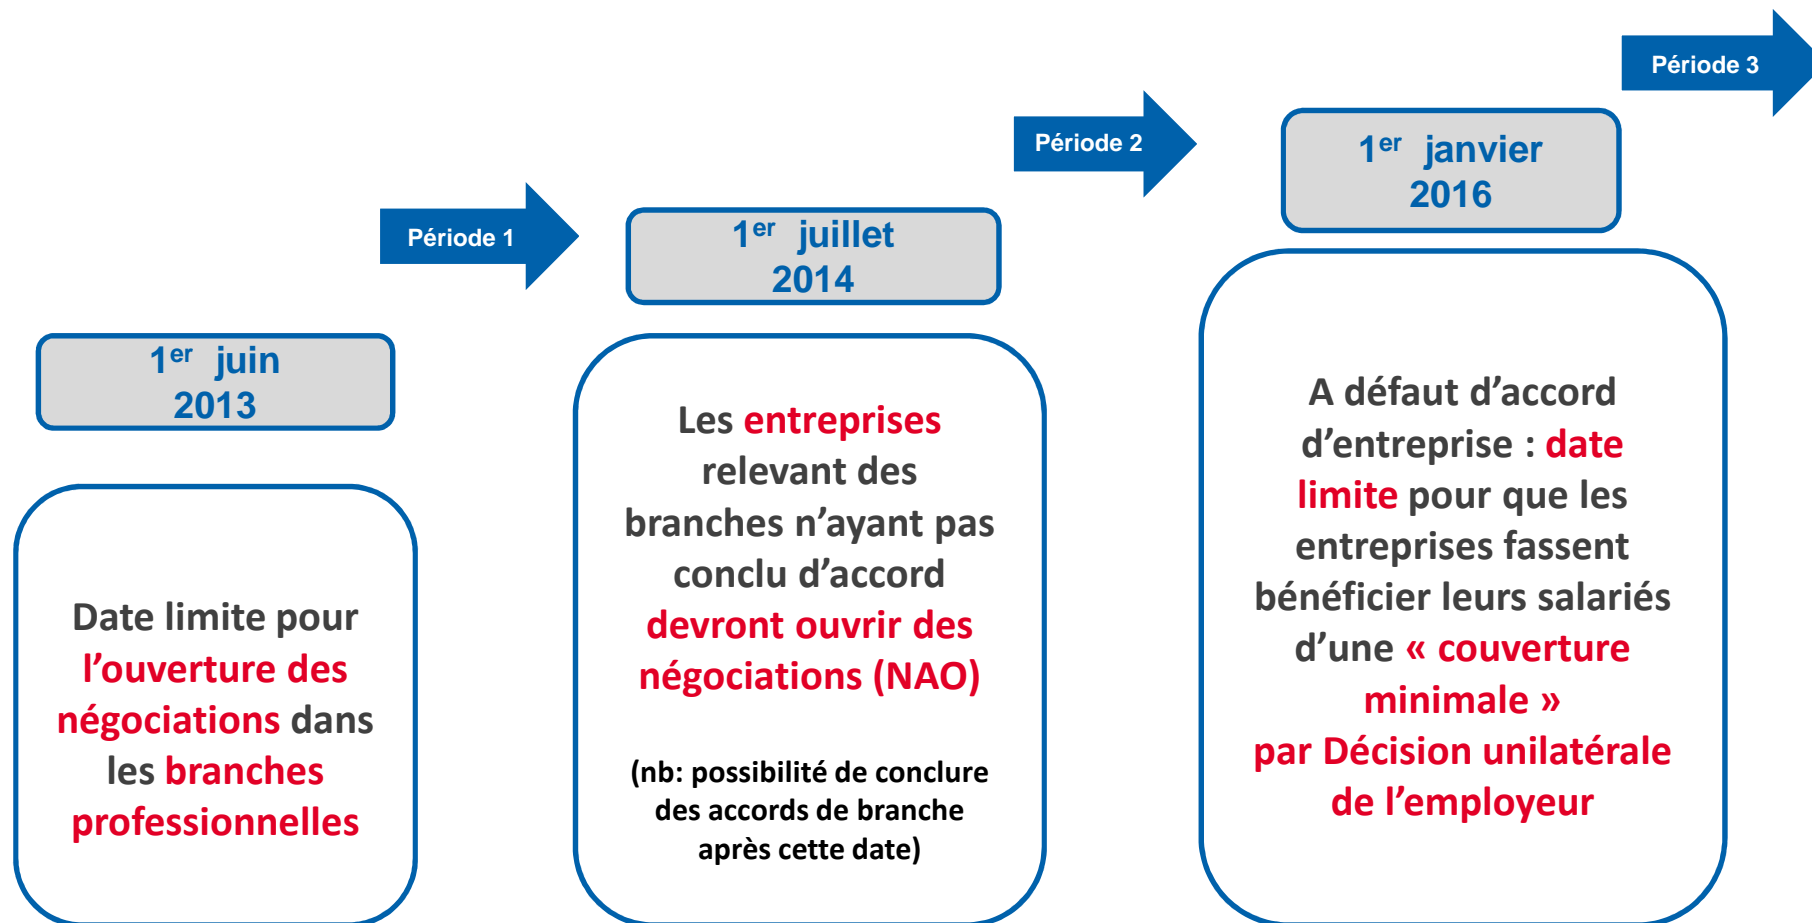 1er juin
2013
Date limite pour
l’ouverture des
négociations dans
les branches
professionnelles
Période 1
1er juillet
2014
Les entreprises
relevant des
branches n’ayant pas
conclu d’accord
devront ouvrir des
négociations (NAO)
(nb: possibilité de conclure
des accords de branche
après cette date)
Période 2
1er janvier
2016
A défaut d’accord
d’entreprise : date
limite pour que les
entreprises fassent
bénéficier leurs salariés
d’une « couverture
minimale »
par Décision unilatérale
de l’employeur
Période 3